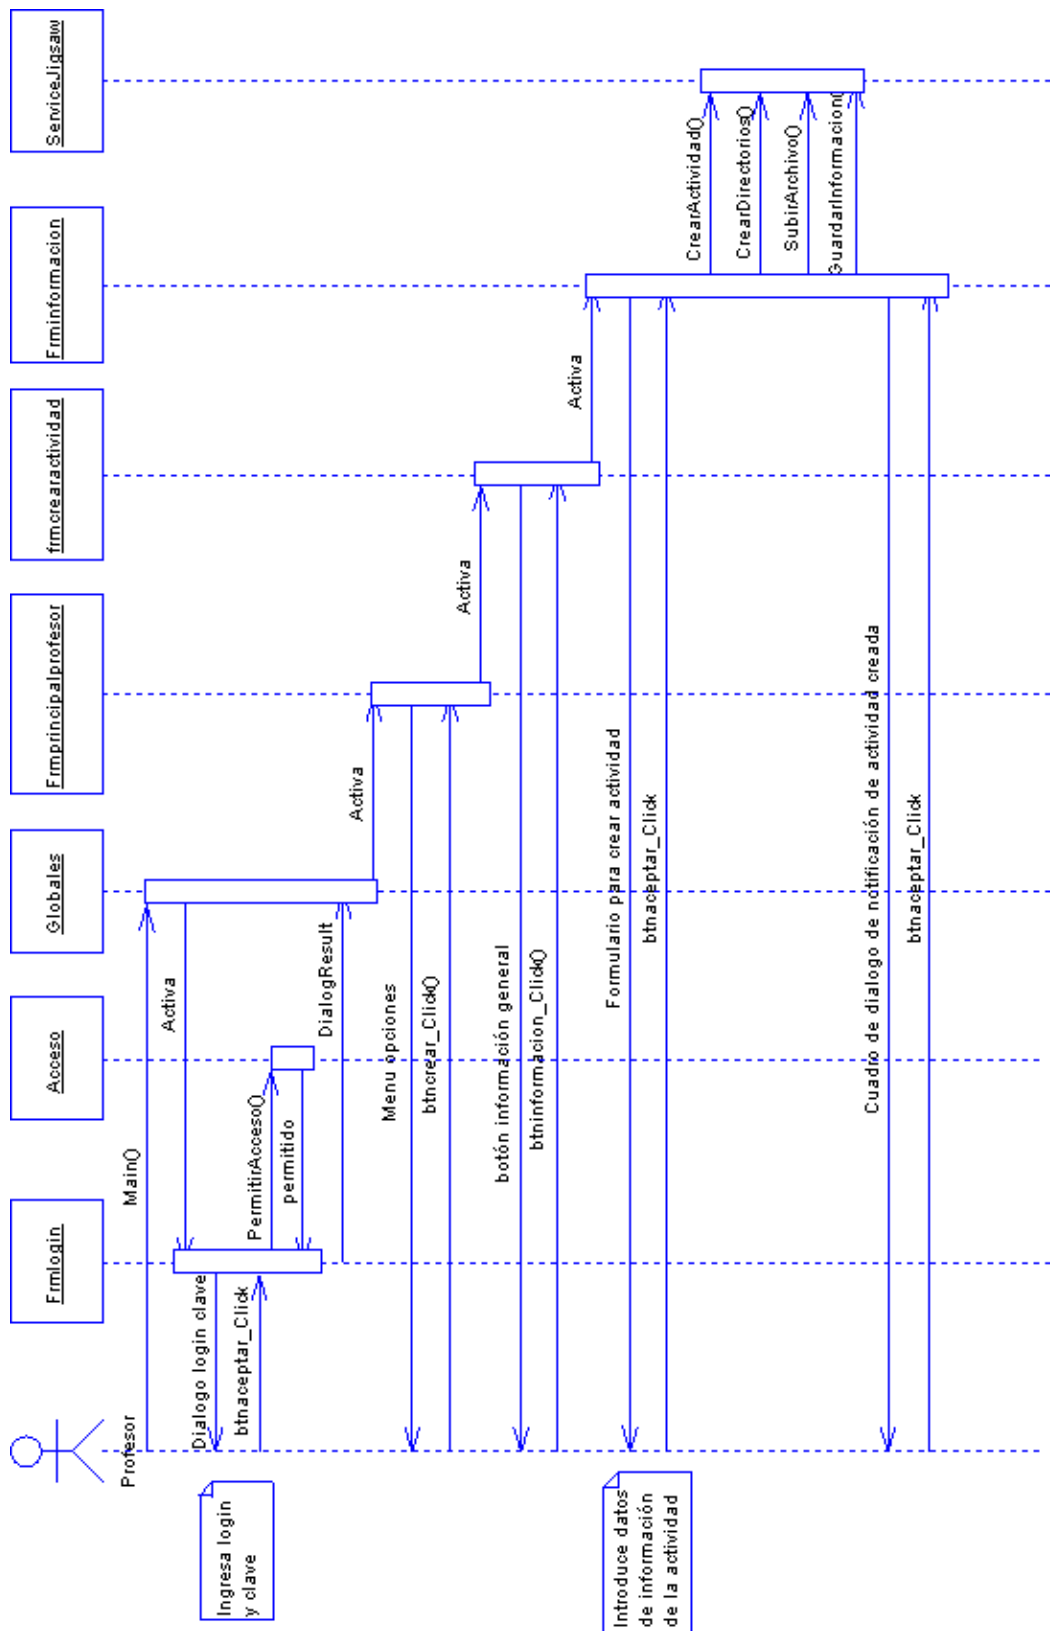 Profesor
Frmlogin
Acceso
Globales
Frmprincipalprofesor
frmcrearactividad
Frminformacion
ServiceJigsaw
Main()
Activa
Dialogo login clave
Ingresa login
y clave
btnaceptar_Click
PermitirAcceso()
permitido
DialogResult
Activa
Menu opciones
btncrear_Click()
Activa
botón información general
btninformacion_Click()
Activa
Formulario para crear actividad
Introduce datos
de información
de la actividad
btnaceptar_Click
CrearActividad()
CrearDirectorios()
SubirArchivo()
GuardarInformacion()
Cuadro de dialogo de notificación de actividad creada
btnaceptar_Click